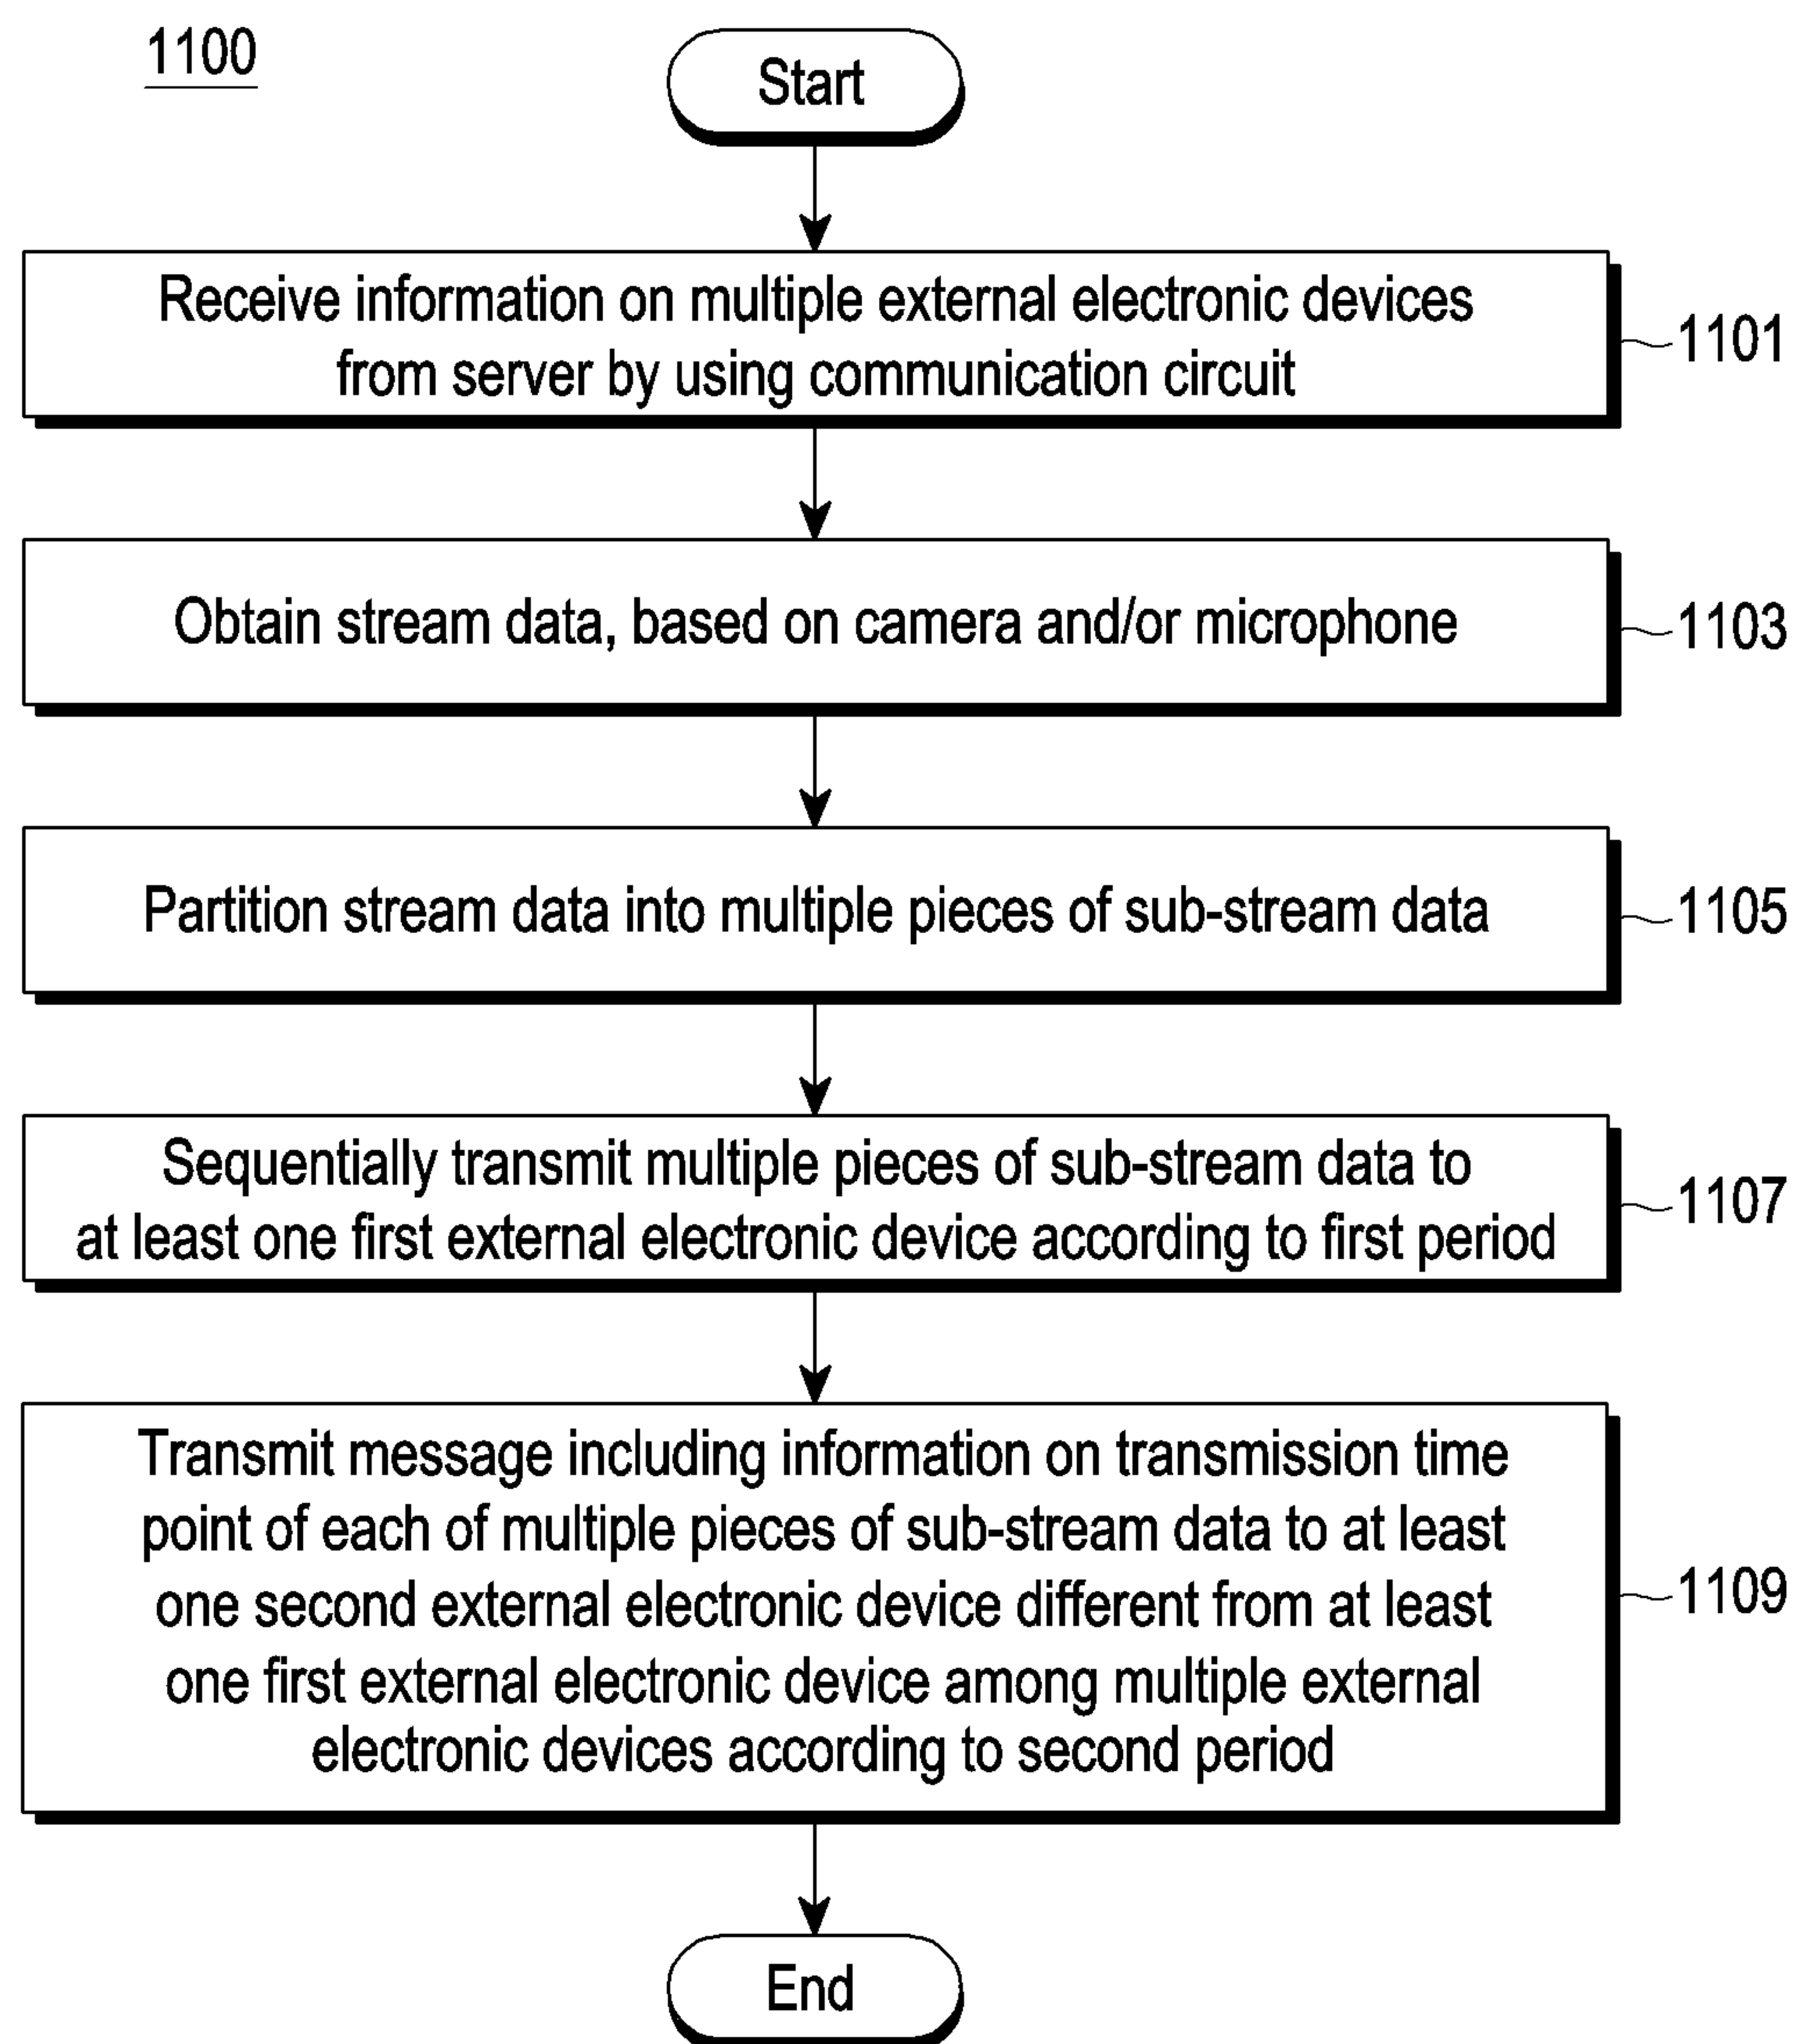 1100
Start
Receive information on multiple external electronic devices
from server by using communication circuit
1101
Obtain stream data, based on camera and/or microphone
1103
Partition stream data into multiple pieces of sub-stream data
1105
Sequentially transmit multiple pieces of sub-stream data to
at least one first external electronic device according to first period
1107
Transmit message including information on transmission time
point of each of multiple pieces of sub-stream data to at least
one second external electronic device different from at least
one first external electronic device among multiple external
electronic devices according to second period
1109
End